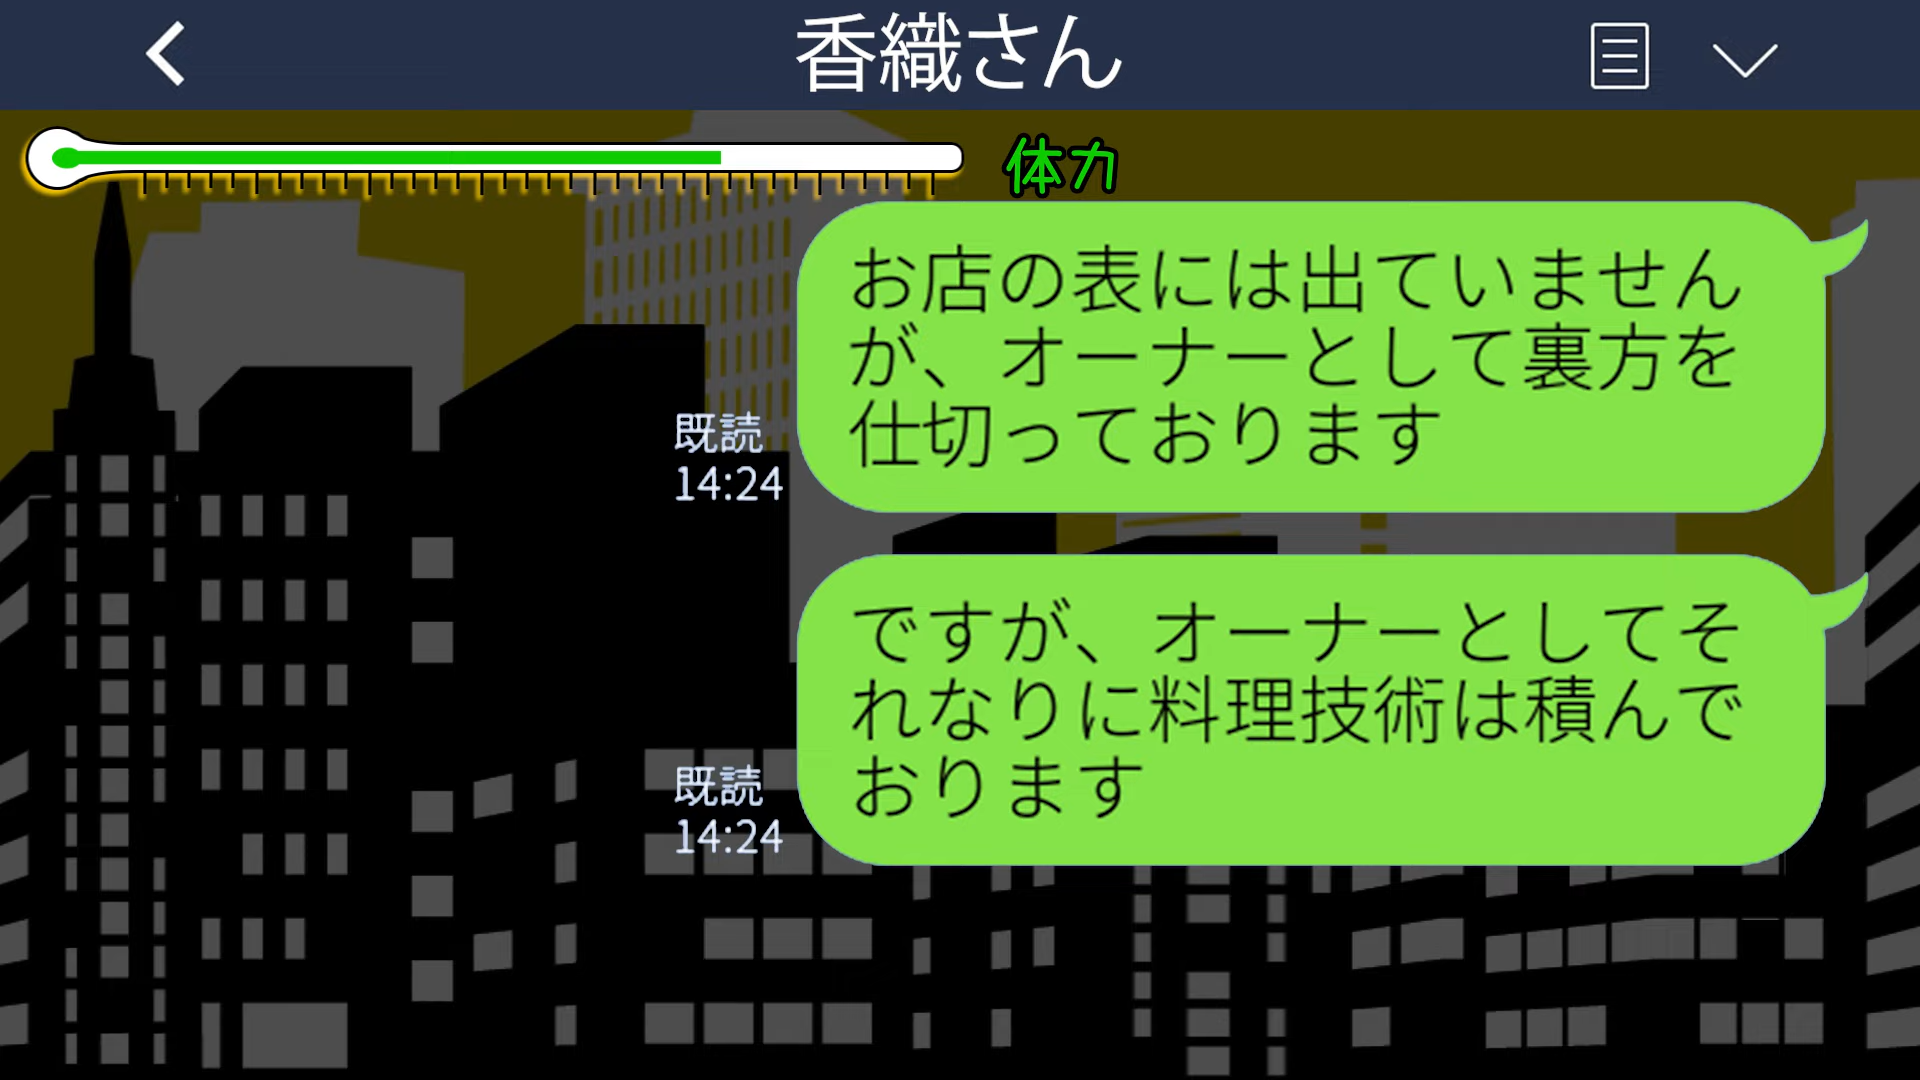 香織さん
体力
お店の表には出ていません
が、オーナーとして裏方を
仕切っております
既読
14:24
ですが、オーナーとしてそ
れなりに料理技術は積んで
おります
既読
14:24